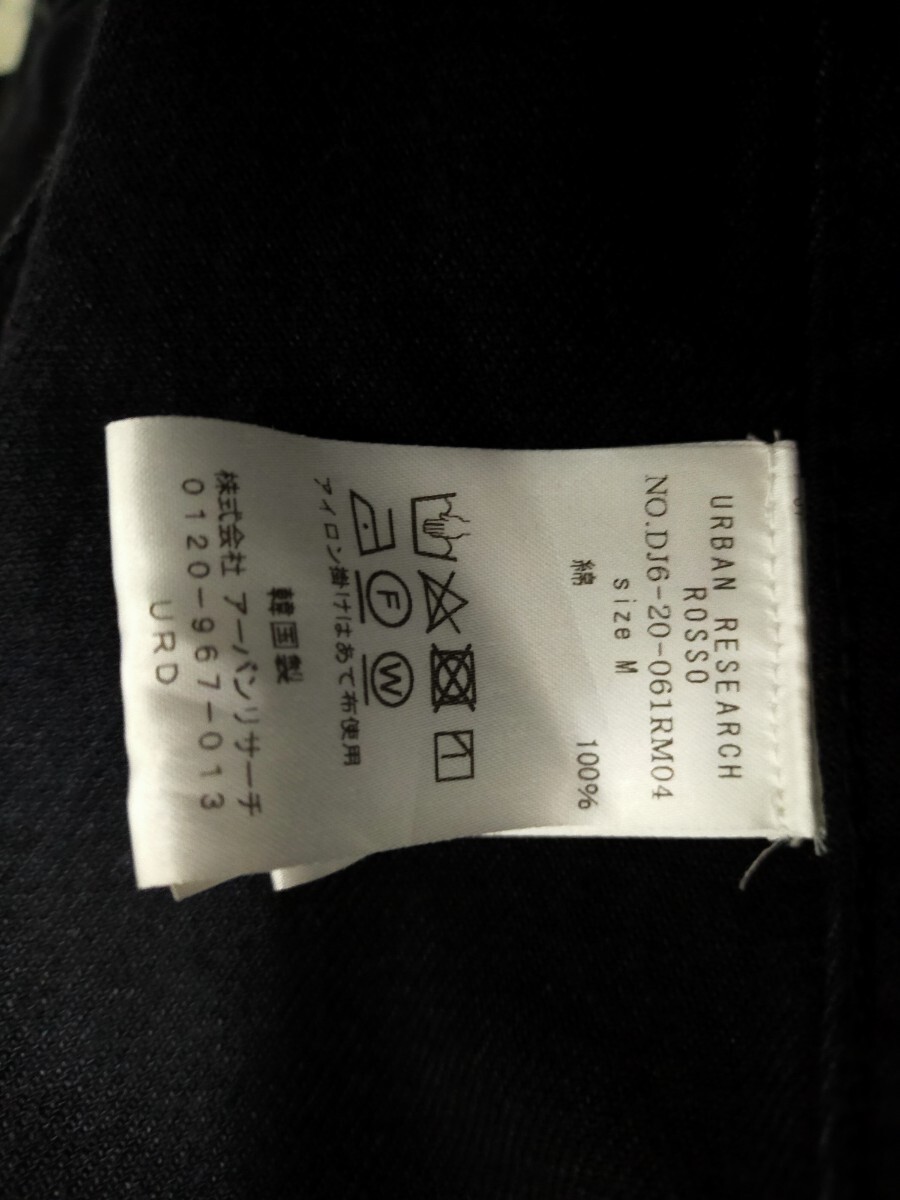 URBAN RESEARCH
ROSSO
NO.DJ6-20-061RM04
size M
綿 100%
F W
アイロン掛けはあて布使用
韓国製
株式会社 アーバンリサーチ
0120-967-013
URD